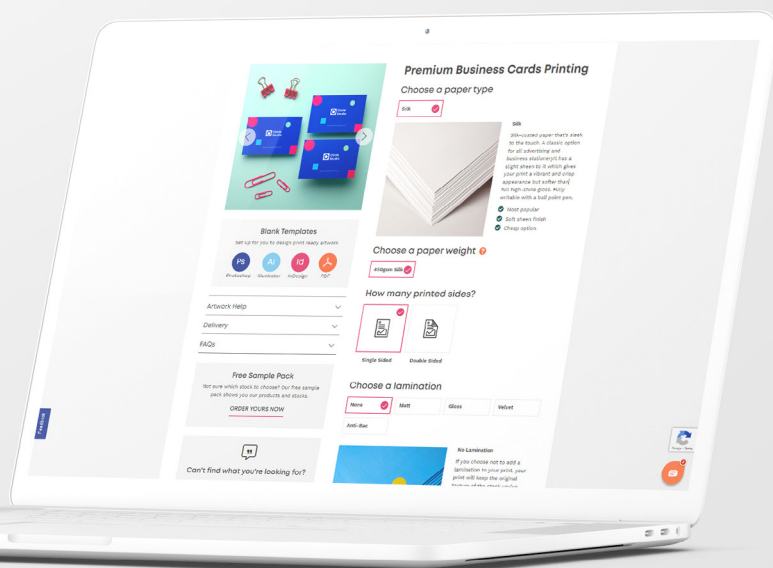 Premium Business Cards Printing
Choose a paper type
Silk
Silk
Silk-coated paper that's sleek
to the touch. A classic option
for all advertising and
business stationery! It has a
slight sheen to it which gives
your print a vibrant and crisp
appearance but softer than
full high-shine gloss. Fully
writable with a ball point pen.
Most popular
Soft sheen finish
Cheap option
Blank Templates
Set up for you to design print ready artwork
Ps
Ai
Id
Photoshop
Illustrator
InDesign
PDF
Choose a paper weight
Silk
How many printed sides?
Single Sided
Double Sided
Artwork Help
Delivery
FAQs
Free Sample Pack
Not sure which stock to choose? Our free sample
pack shows you our products and stocks.
ORDER YOURS NOW
Can't find what you're looking for?
Choose a lamination
None
Matt
Gloss
Velvet
Anti-Bac
No Lamination
If you choose not to add a
lamination to your print, your
print will keep the original
Feedback